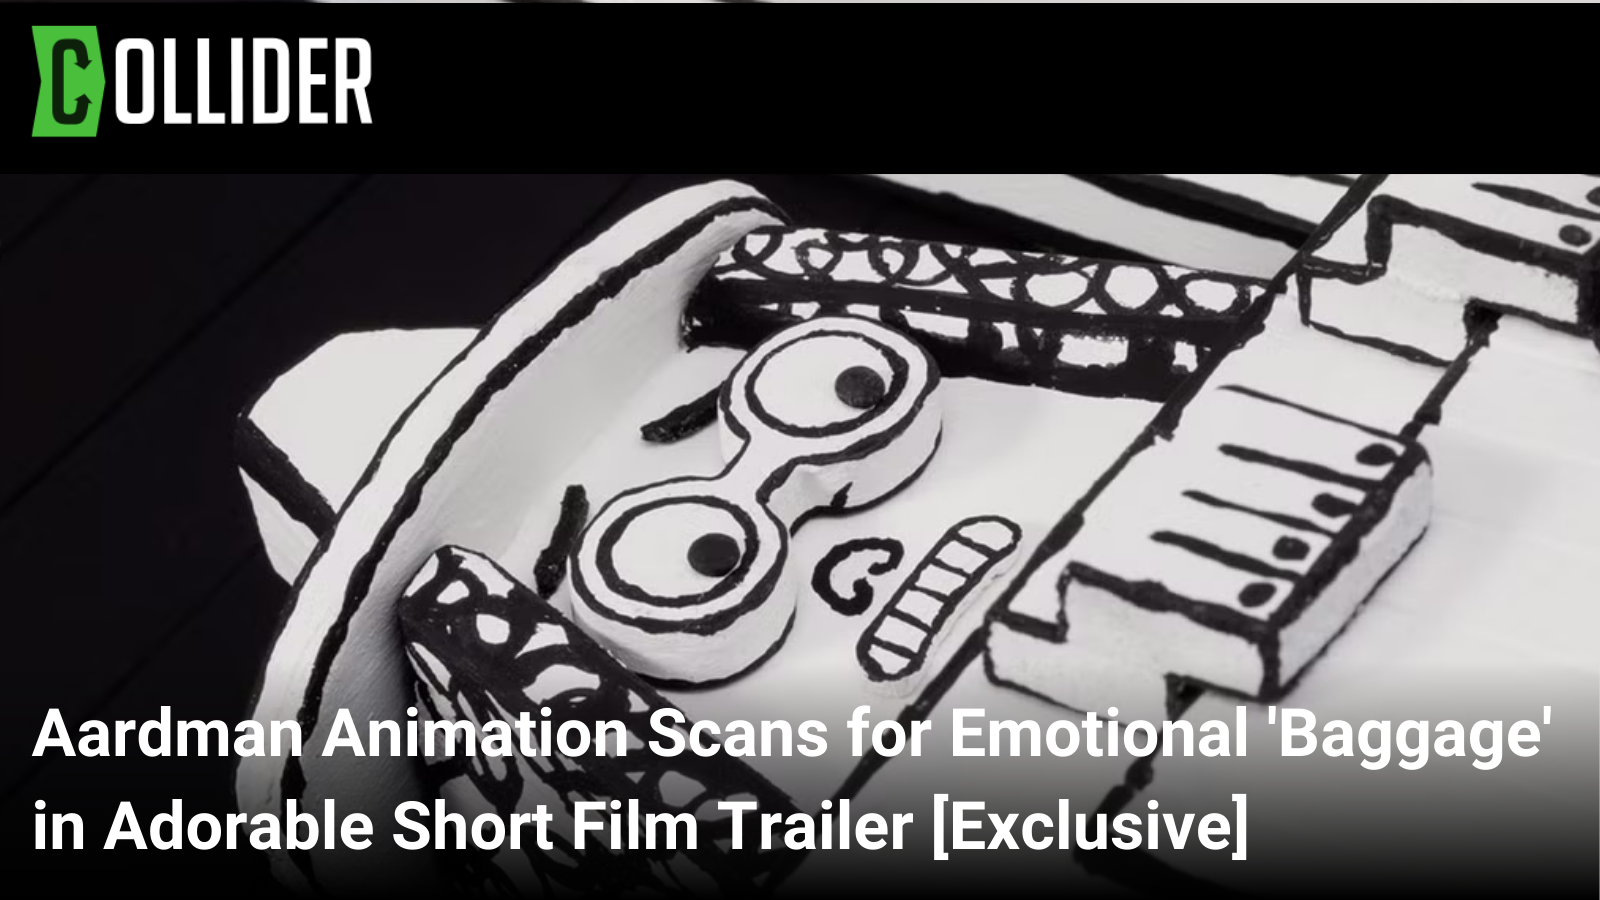 COLLIDER
Aardman Animation Scans for Emotional 'Baggage'
in Adorable Short Film Trailer [Exclusive]